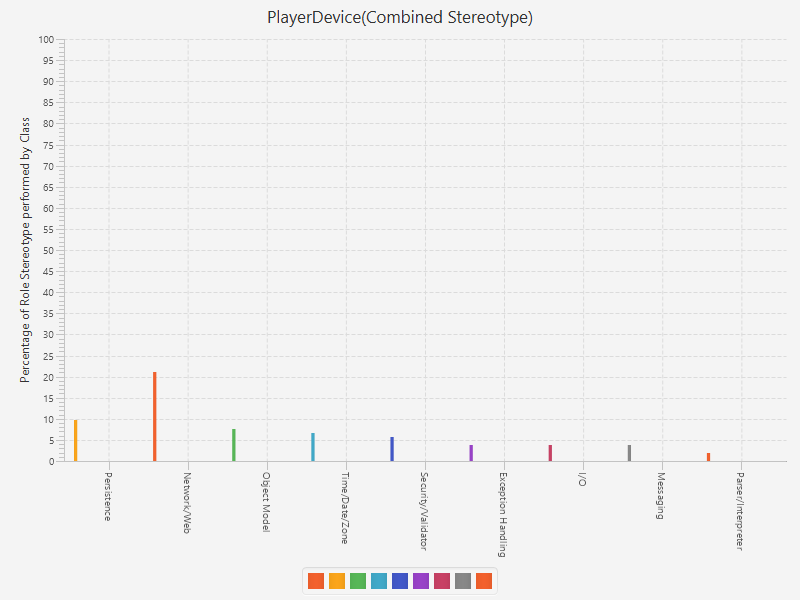 PlayerDevice(Combined Stereotype)
Percentage of Role Stereotype performed by Class
100
95
90
85
80
75
70
65
60
55
50
45
40
35
30
25
20
15
10
5
0
Persistence
Network/Web
Object Model
Time/Date/Zone
Security/Validator
Exception Handling
I/O
Messaging
Parser/Interpreter